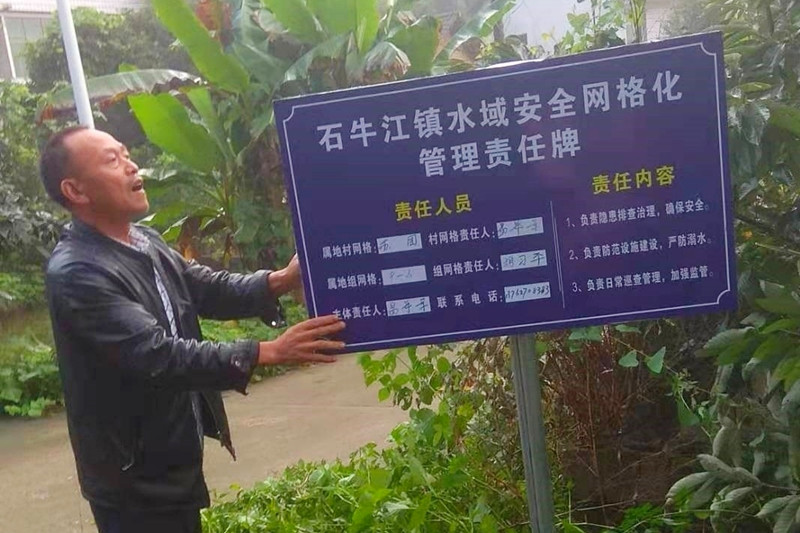 石牛江镇水域安全网格化
管理责任牌
责任人员
属地村网格： 村网格责任人：
属地组网格： 组网格责任人：
主体责任人： 联系电话：
责任内容
1、负责隐患排查治理，确保安全。
2、负责防范设施建设，严防溺水。
3、负责日常巡查管理，加强监管。